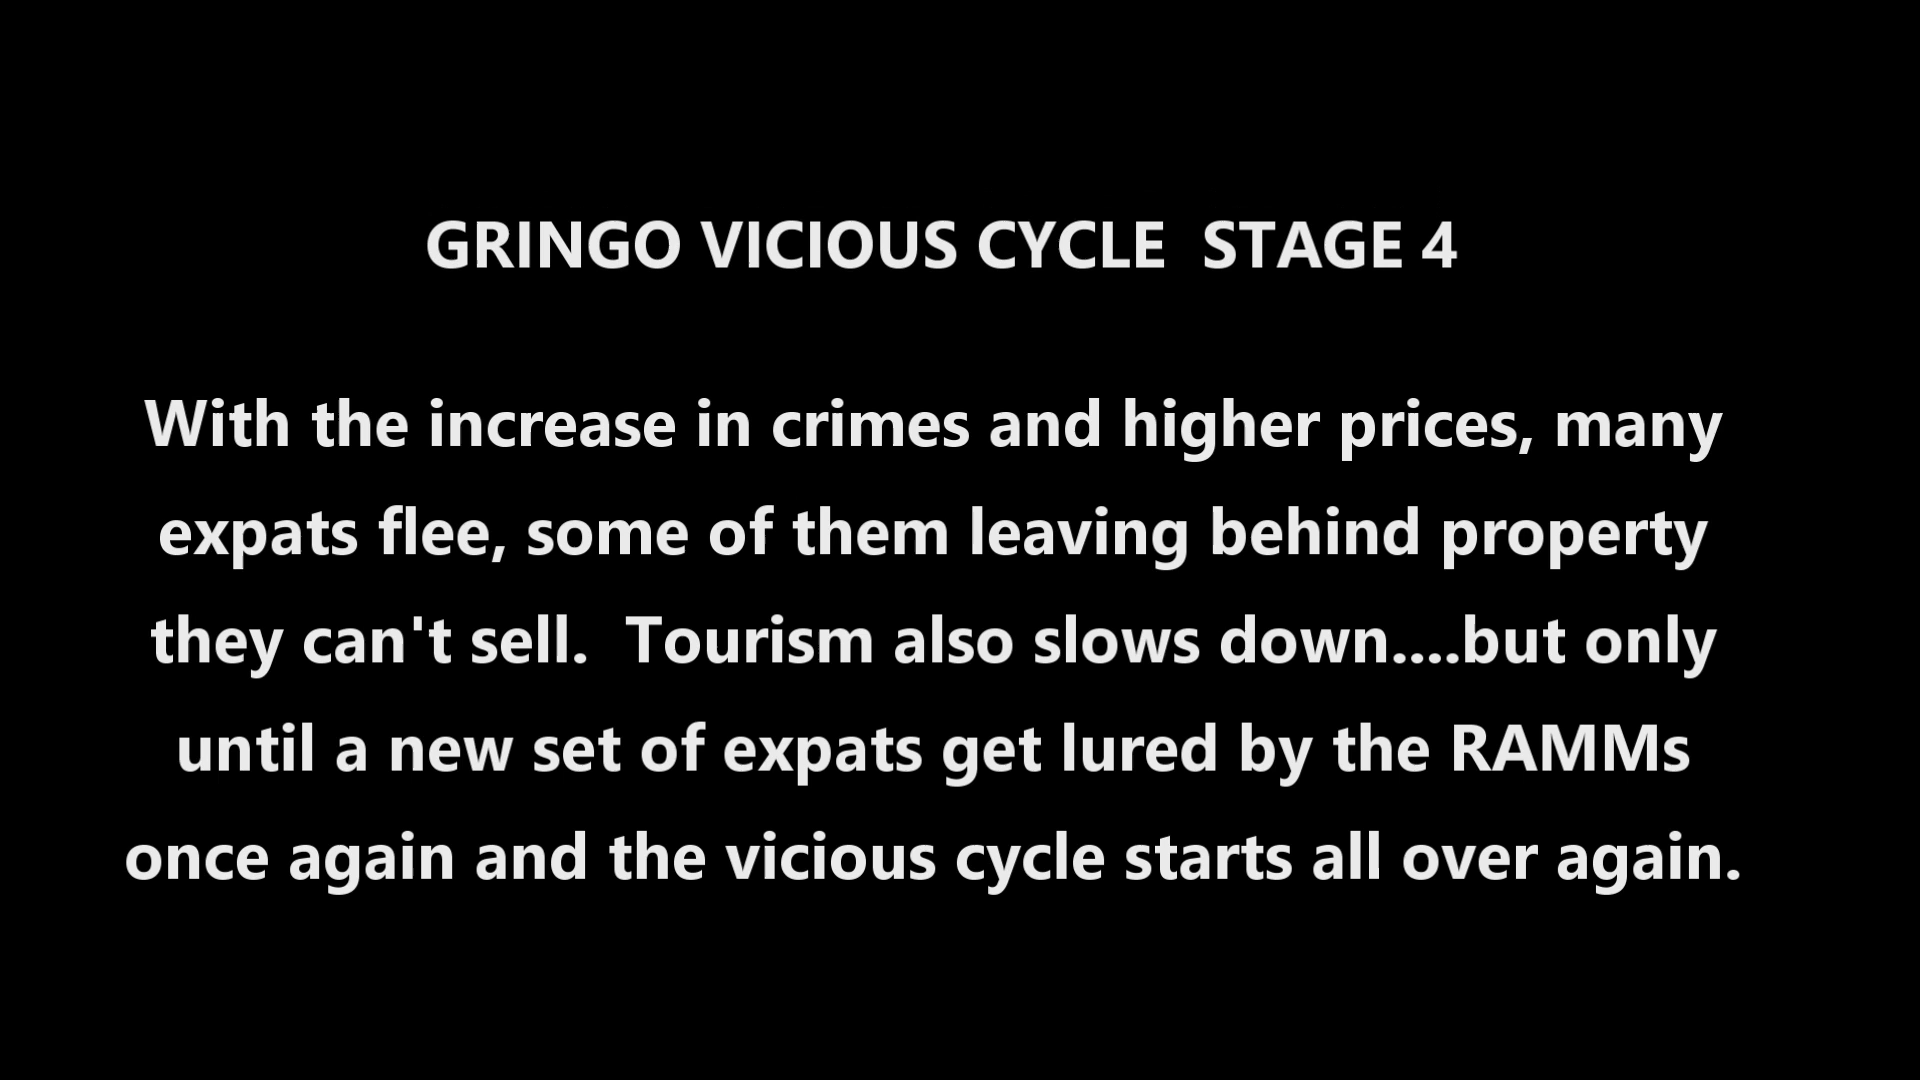 GRINGO VICIOUS CYCLE  STAGE 4
With the increase in crimes and higher prices, many
expats flee, some of them leaving behind property
they can't sell.  Tourism also slows down....but only
until a new set of expats get lured by the RAMMs
once again and the vicious cycle starts all over again.